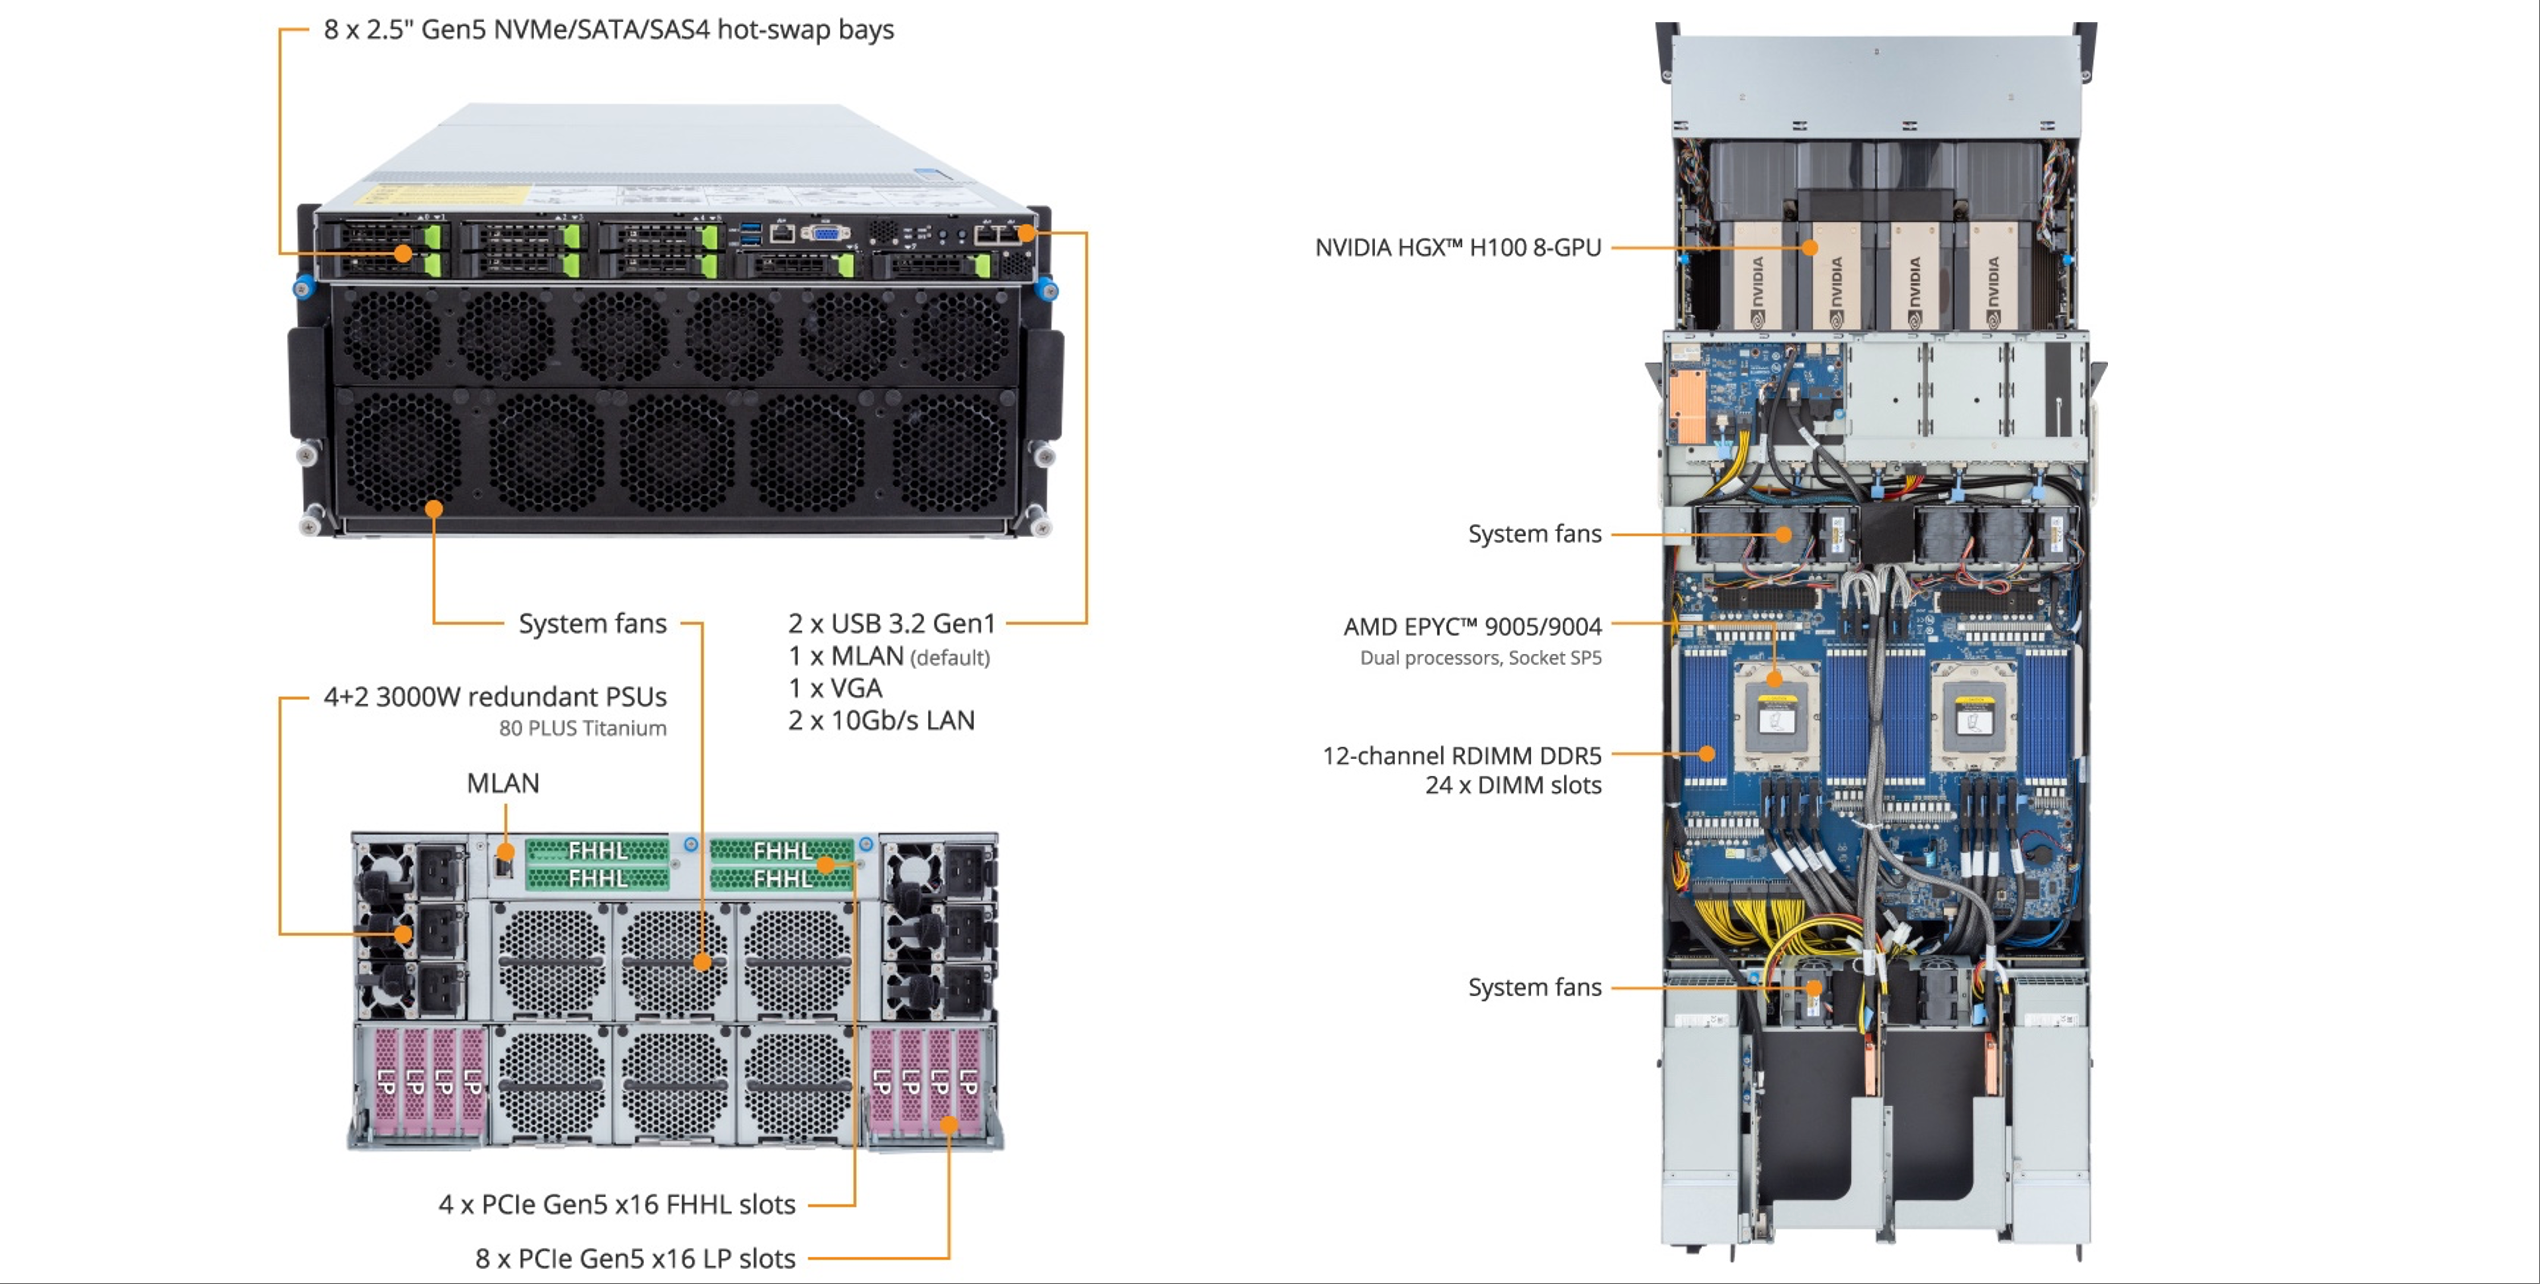 8 x 2.5" Gen5 NVMe/SATA/SAS4 hot-swap bays
System fans
2 x USB 3.2 Gen1
1 x MLAN (default)
1 x VGA
2 x 10Gb/s LAN
4+2 3000W redundant PSUs
80 PLUS Titanium
MLAN
FHHL
FHHL
FHHL
FHHL
LP
LP
LP
LP
LP
LP
LP
LP
4 x PCIe Gen5 x16 FHHL slots
8 x PCIe Gen5 x16 LP slots
NVIDIA HGX™ H100 8-GPU
NVIDIA
NVIDIA
NVIDIA
NVIDIA
System fans
AMD EPYC™ 9005/9004
Dual processors, Socket SP5
12-channel RDIMM DDR5
24 x DIMM slots
System fans